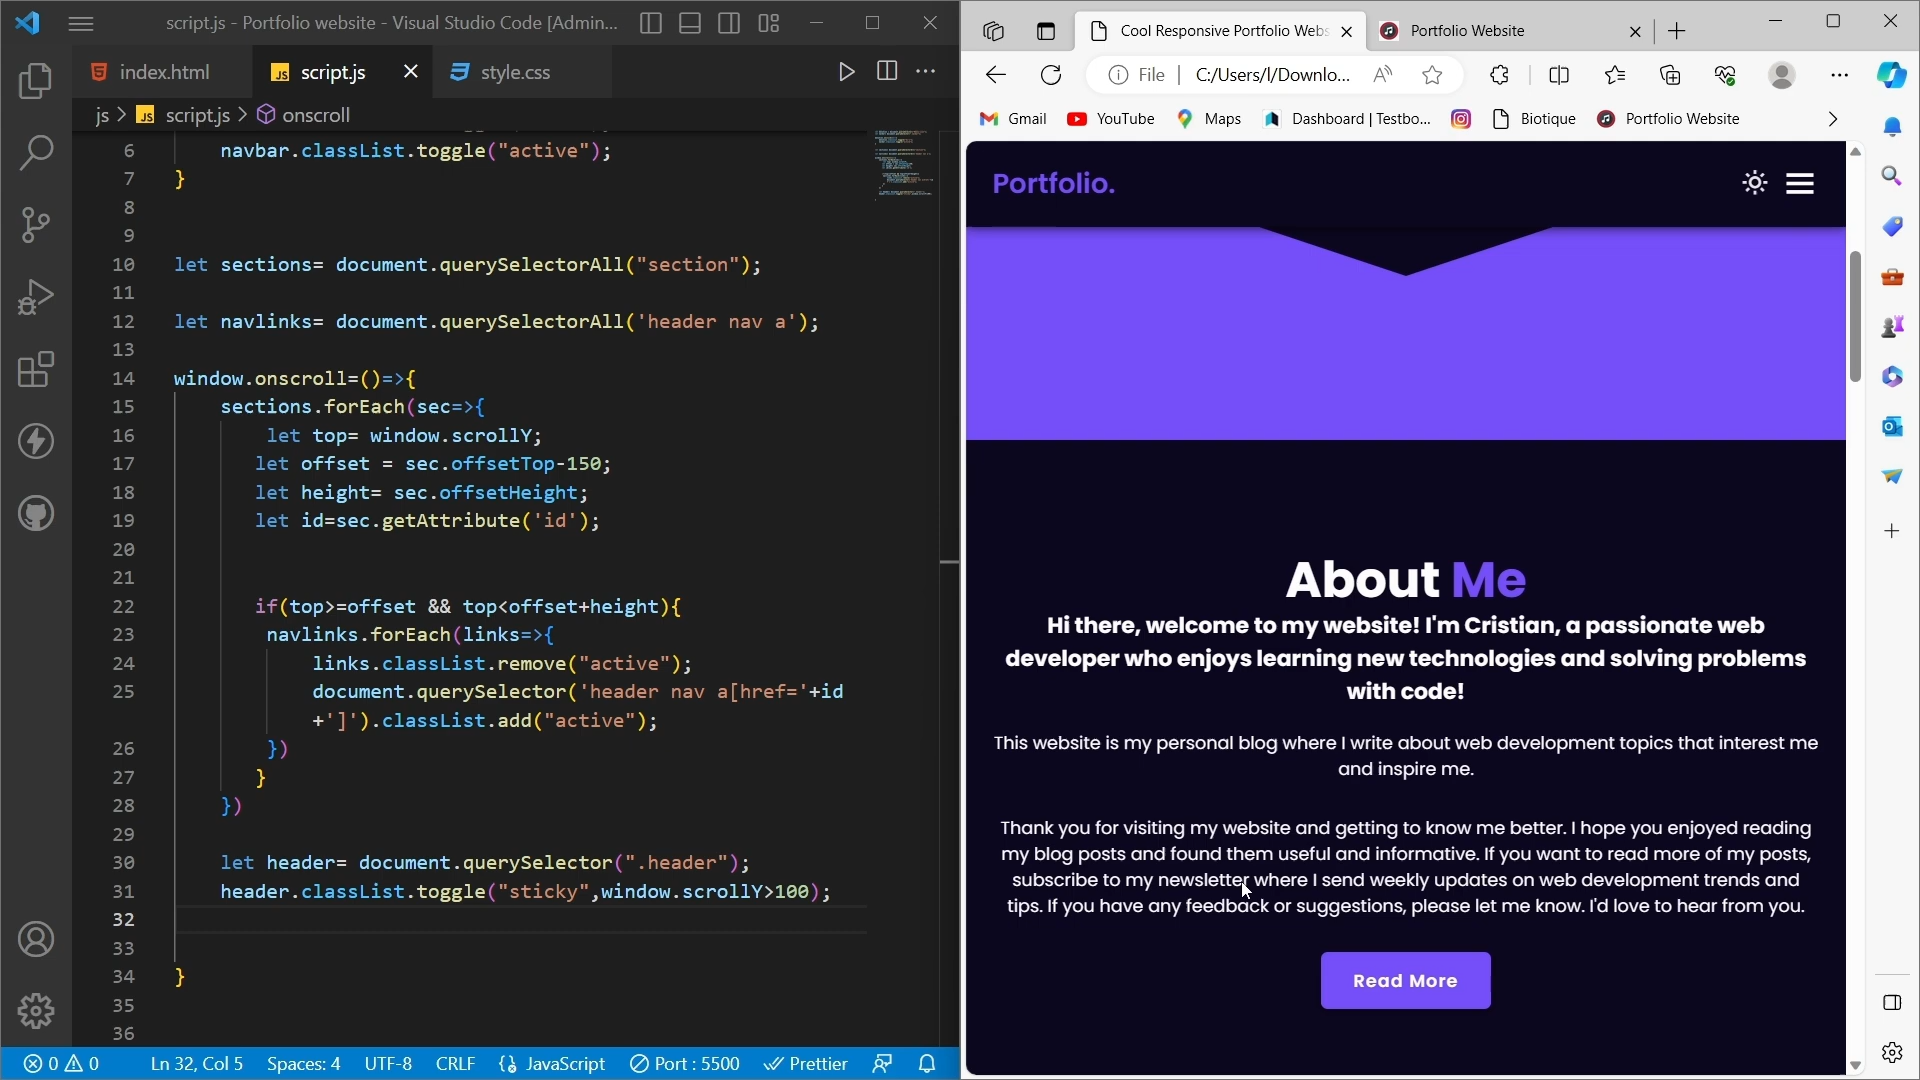 script.js - Portfolio website - Visual Studio Code [Admin...
index.html
script.js
style.css
js > script.js > onscroll
6 navbar.classList.toggle("active");
7 }
8
9
10 let sections= document.querySelectorAll("section");
11
12 let navlinks= document.querySelectorAll('header nav a');
13
14 window.onscroll=()=>{
15 sections.forEach(sec=>{
16 let top= window.scrollY;
17 let offset = sec.offsetTop-150;
18 let height= sec.offsetHeight;
19 let id=sec.getAttribute('id');
20
21
22 if(top>=offset && top<offset+height){
23 navlinks.forEach(links=>{
24 links.classList.remove("active");
25 document.querySelector('header nav a[href='+id
+']').classList.add("active");
26 })
27 }
28 })
29
30 let header= document.querySelector(".header");
31 header.classList.toggle("sticky",window.scrollY>100);
32
33
34 }
35
36
0 0 Ln 32, Col 5 Spaces: 4 UTF-8 CRLF {} JavaScript Port : 5500 Prettier
Cool Responsive Portfolio Webs
Portfolio Website
File C:/Users/l/Downlo...
Gmail YouTube Maps Dashboard | Testbo... Biotique Portfolio Website
Portfolio.
About Me
Hi there, welcome to my website! I'm Cristian, a passionate web
developer who enjoys learning new technologies and solving problems
with code!
This website is my personal blog where I write about web development topics that interest me
and inspire me.
Thank you for visiting my website and getting to know me better. I hope you enjoyed reading
my blog posts and found them useful and informative. If you want to read more of my posts,
subscribe to my newsletter where I send weekly updates on web development trends and
tips. If you have any feedback or suggestions, please let me know. I'd love to hear from you.
Read More